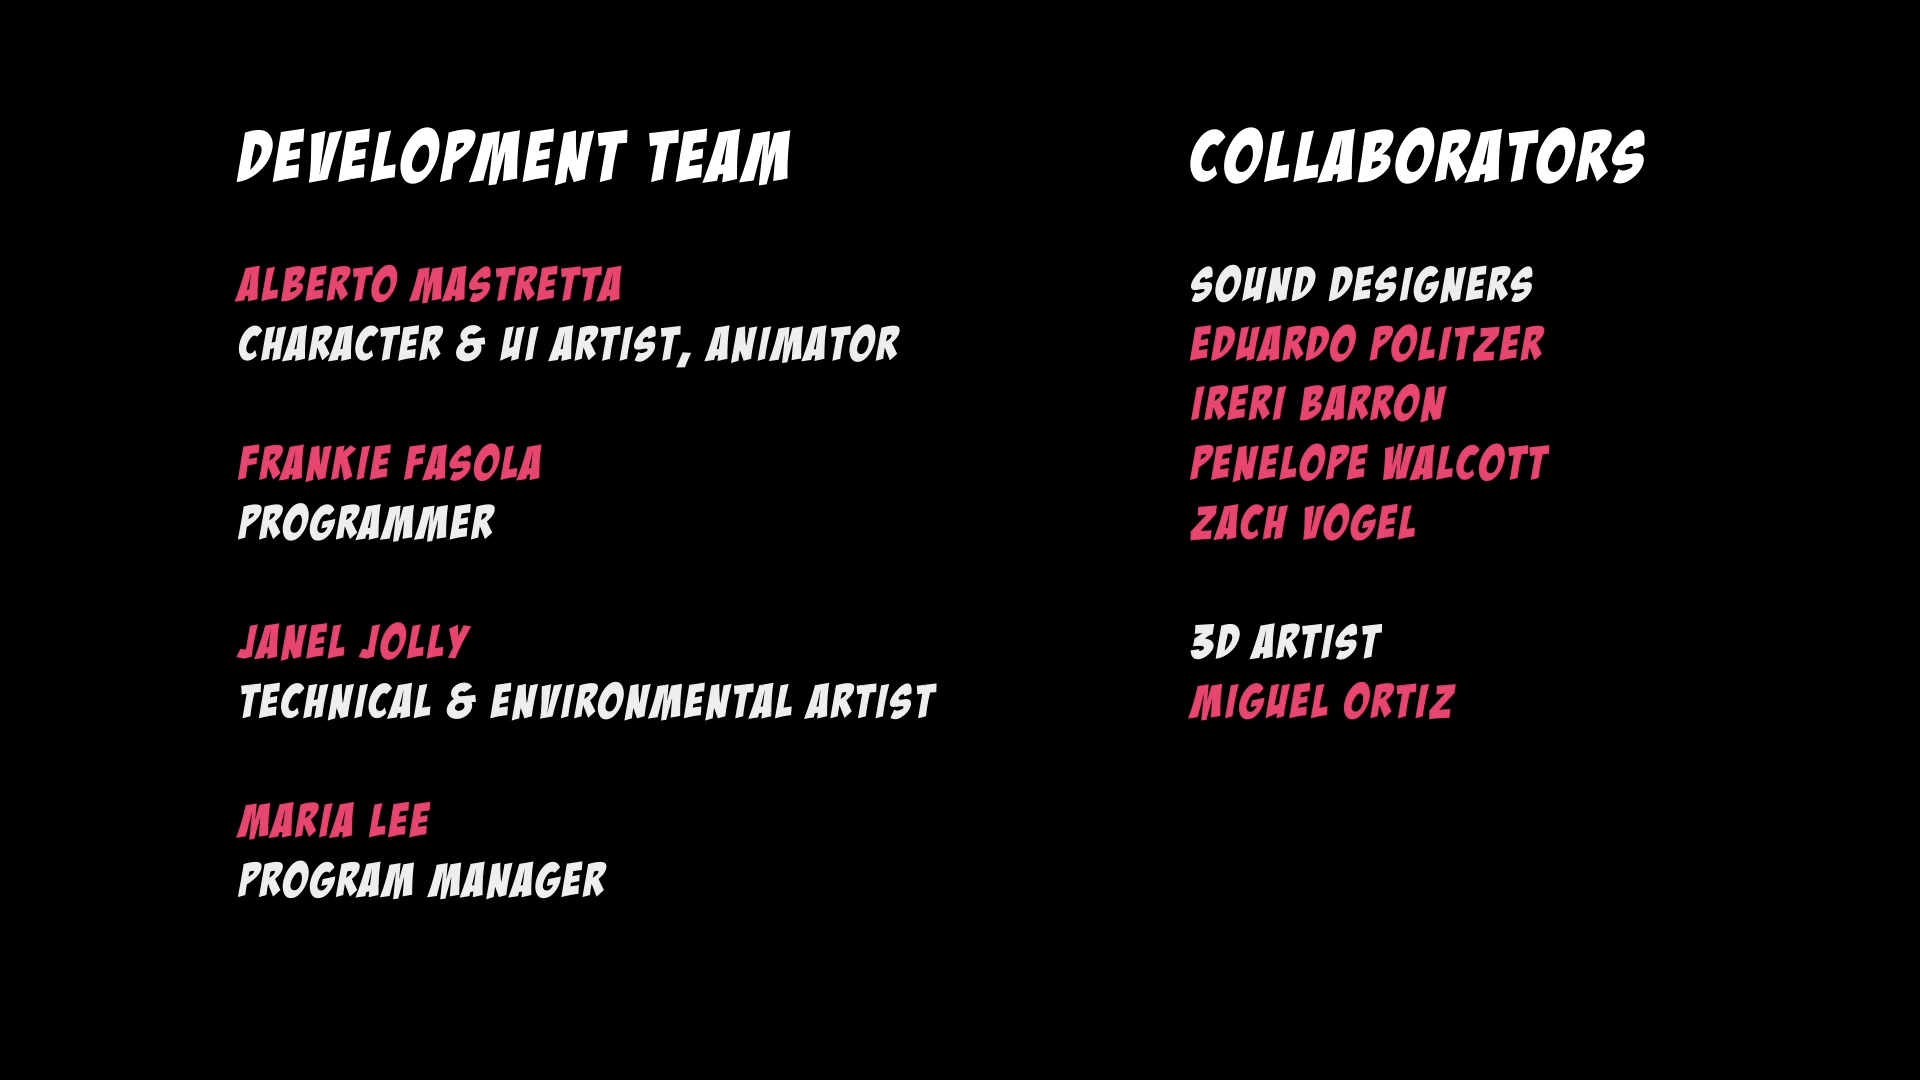 DEVELOPMENT TEAM
ALBERTO MASTRETTA
CHARACTER & UI ARTIST, ANIMATOR
FRANKIE FASOLA
PROGRAMMER
JANEL JOLLY
TECHNICAL & ENVIRONMENTAL ARTIST
MARIA LEE
PROGRAM MANAGER
COLLABORATORS
SOUND DESIGNERS
EDUARDO POLITZER
IRERI BARRON
PENELOPE WALCOTT
ZACH VOGEL
3D ARTIST
MIGUEL ORTIZ